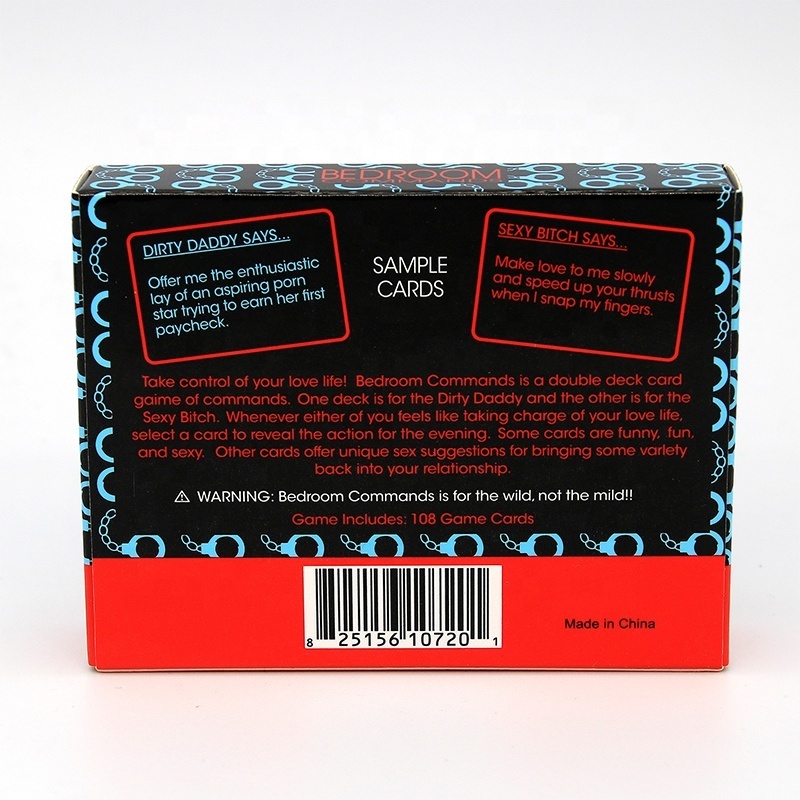 BEDROOM
DIRTY DADDY SAYS...
Offer me the enthusiastic
lay of an aspiring porn
star trying to earn her first
paycheck.
SAMPLE
CARDS
SEXY BITCH SAYS...
Make love to me slowly
and speed up your thrusts
when I snap my fingers.
Take control of your love life! Bedroom Commands is a double deck card
gaime of commands. One deck is for the Dirty Daddy and the other is for the
Sexy Bitch. Whenever either of you feels like taking charge of your love life,
select a card to reveal the action for the evening. Some cards are funny, fun,
and sexy. Other cards offer unique sex suggestions for bringing some varlety
back into your relationship.
⚠ WARNING: Bedroom Commands is for the wild, not the mild!!
Game Includes: 108 Game Cards
8 25156 10720 1
Made in China